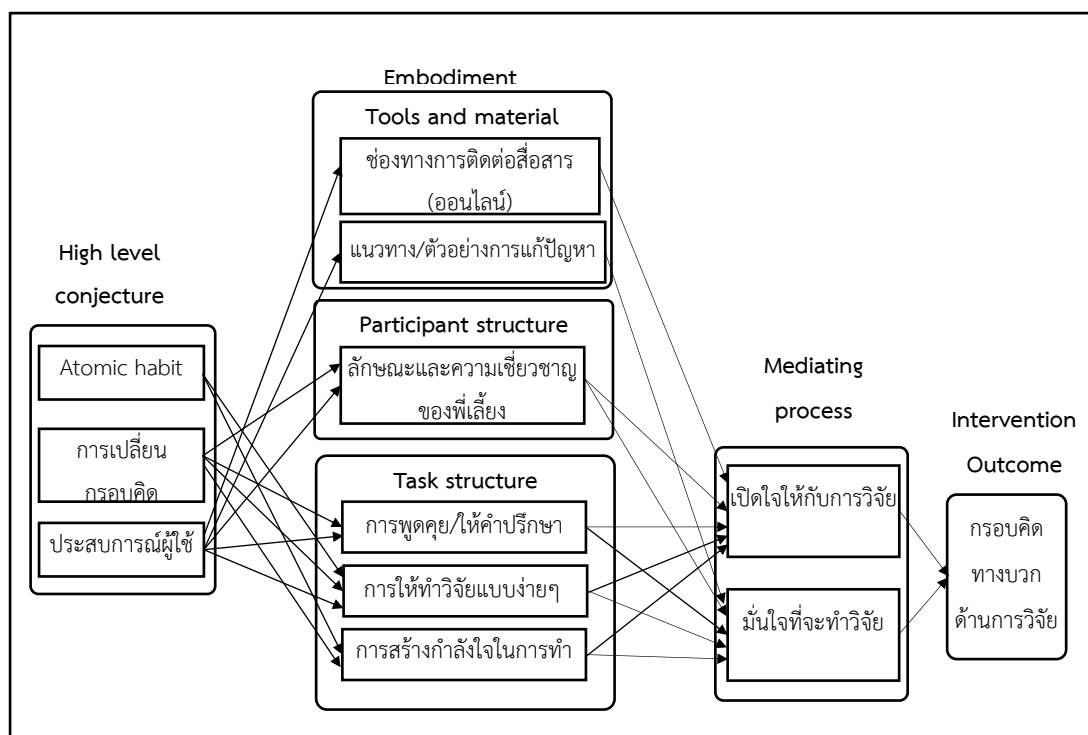 High level
conjecture
Atomic habit
การเปลี่ยน
กรอบคิด
ประสบการณ์ผู้ใช้
Embodiment
Tools and material
ช่องทางการติดต่อสื่อสาร
(ออนไลน์)
แนวทาง/ตัวอย่างการแก้ปัญหา
Participant structure
ลักษณะและความเชี่ยวชาญ
ของพี่เลี้ยง
Task structure
การพูดคุย/ให้คำปรึกษา
การให้ทำวิจัยแบบง่ายๆ
การสร้างกำลังใจในการทำ
Mediating
process
เปิดใจให้กับการวิจัย
มั่นใจที่จะทำวิจัย
Intervention
Outcome
กรอบคิด
ทางบวก
ด้านการวิจัย